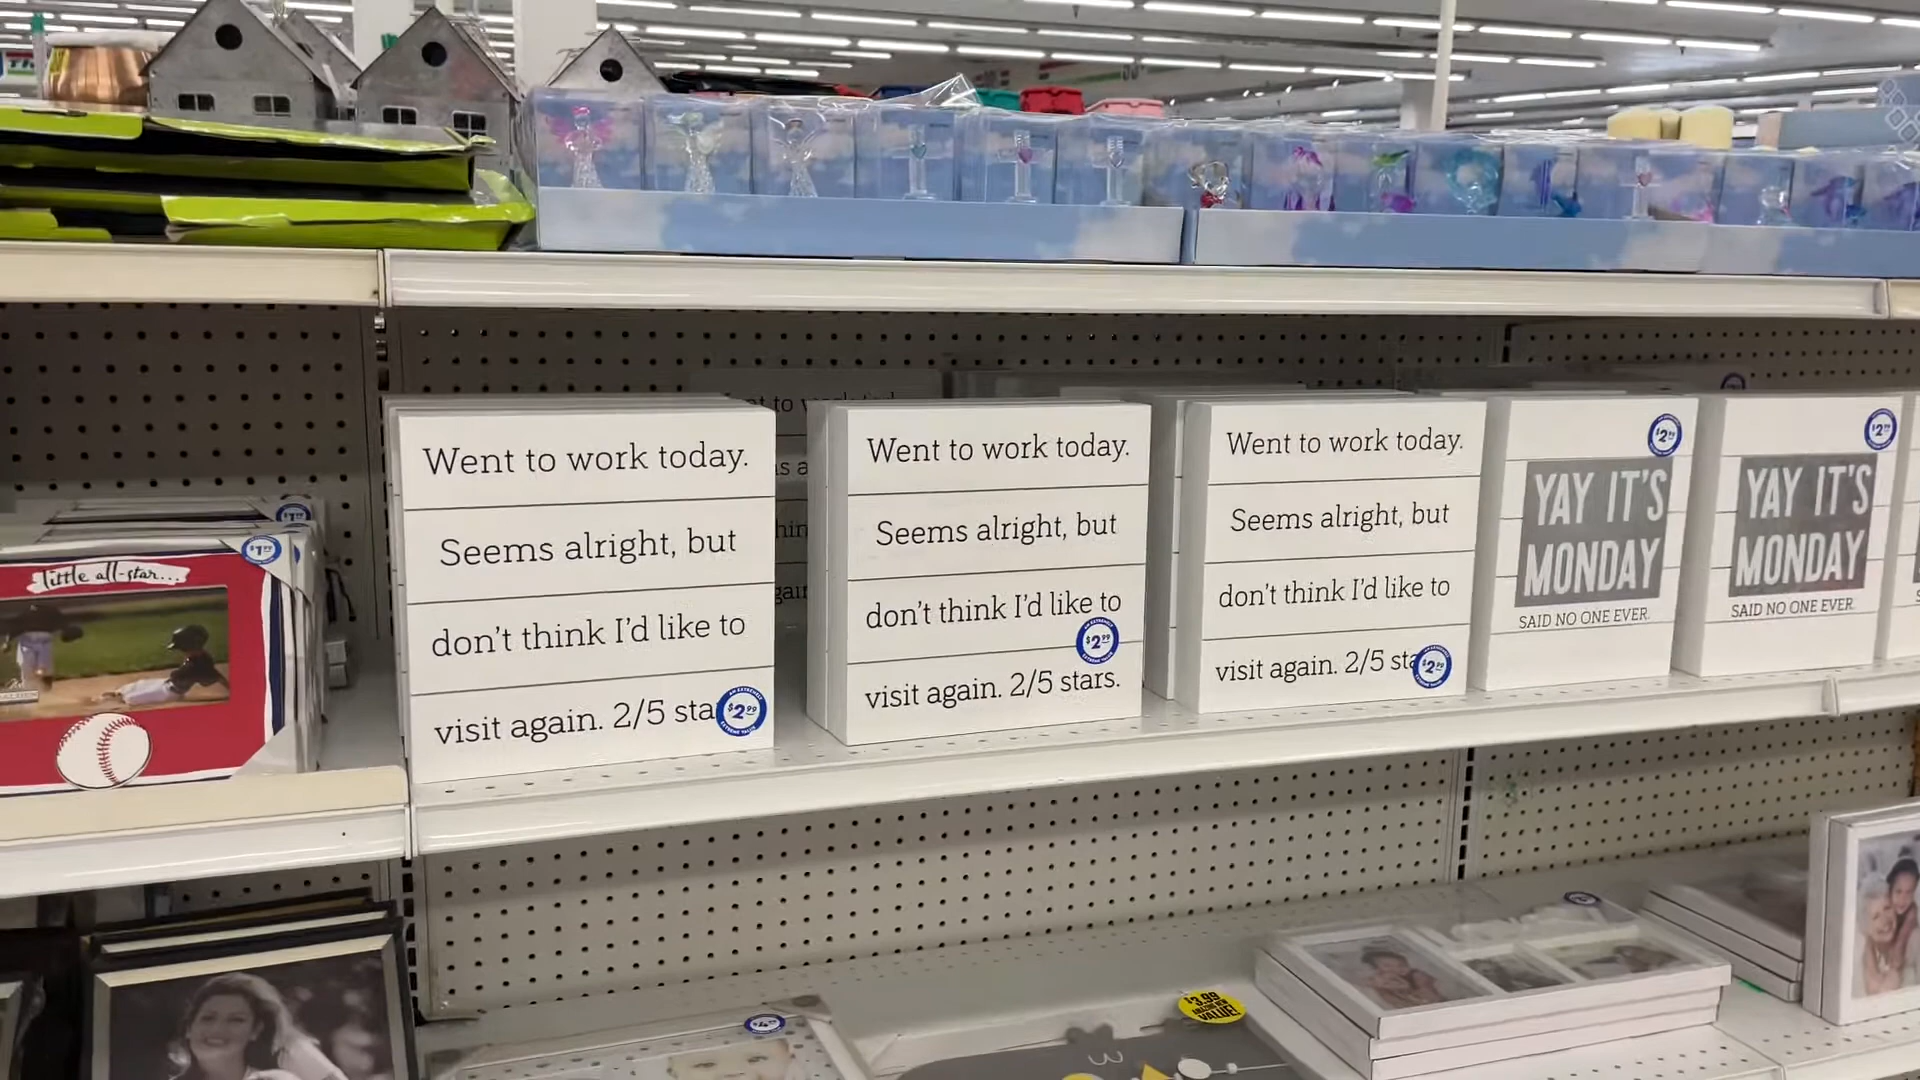 little all-star...
$1.99
$1.99
Went to work today.
Seems alright, but
don't think I'd like to
visit again. 2/5 sta
$2.99
Went to work today.
Seems alright, but
don't think I'd like to
visit again. 2/5 stars.
$2.99
Went to work today.
Seems alright, but
don't think I'd like to
visit again. 2/5 sta
$2.99
YAY IT'S
MONDAY
SAID NO ONE EVER.
$2.99
YAY IT'S
MONDAY
SAID NO ONE EVER.
$2.99
$3.99
VALUE!